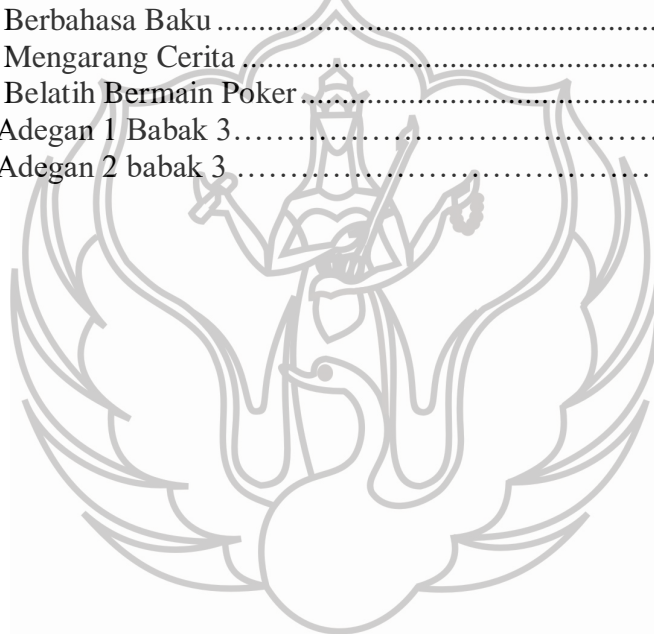 Berbahasa Baku ...............................................................
Mengarang Cerita ............................................................
Belatih Bermain Poker ....................................................
Adegan 1 Babak 3…………………………………………
Adegan 2 babak 3 …………………………………………